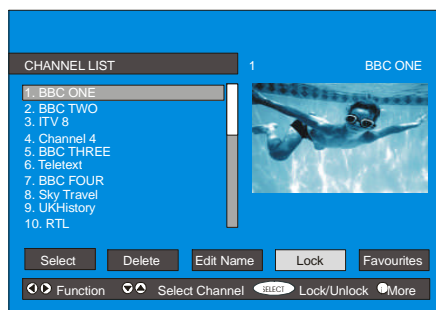 CHANNEL LIST
1 BBC ONE
1. BBC ONE
2. BBC TWO
3. ITV 8
4. Channel 4
5. BBC THREE
6. Teletext
7. BBC FOUR
8. Sky Travel
9. UKHistory
10. RTL
Select Delete Edit Name Lock Favourites
Function Select Channel SELECT Lock/Unlock i More